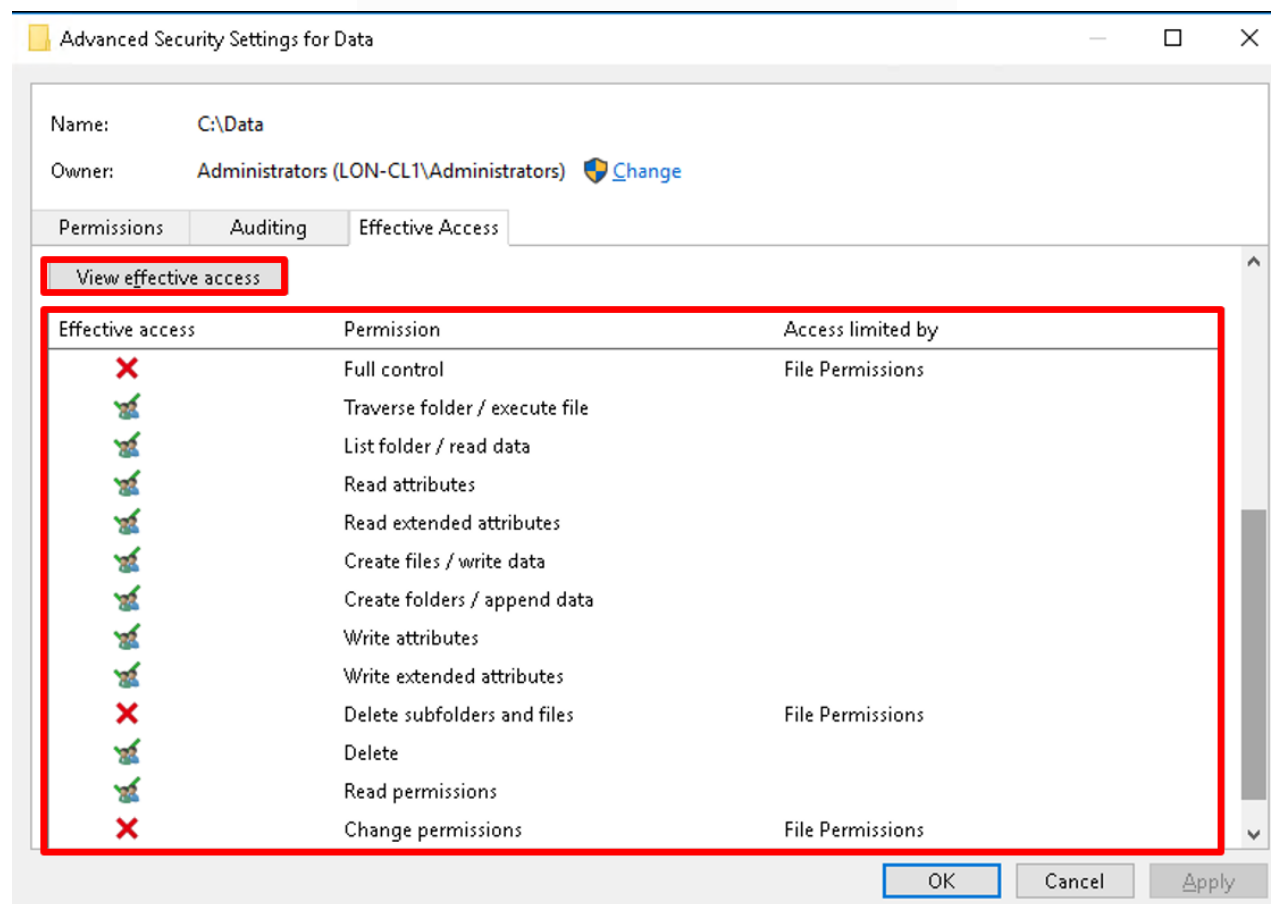 Advanced Security Settings for Data
Name: C:\Data
Owner: Administrators (LON-CL1\Administrators) Change
Permissions Auditing Effective Access
View effective access
Effective access Permission Access limited by
Full control File Permissions
Traverse folder / execute file
List folder / read data
Read attributes
Read extended attributes
Create files / write data
Create folders / append data
Write attributes
Write extended attributes
Delete subfolders and files File Permissions
Delete
Read permissions
Change permissions File Permissions
OK Cancel Apply